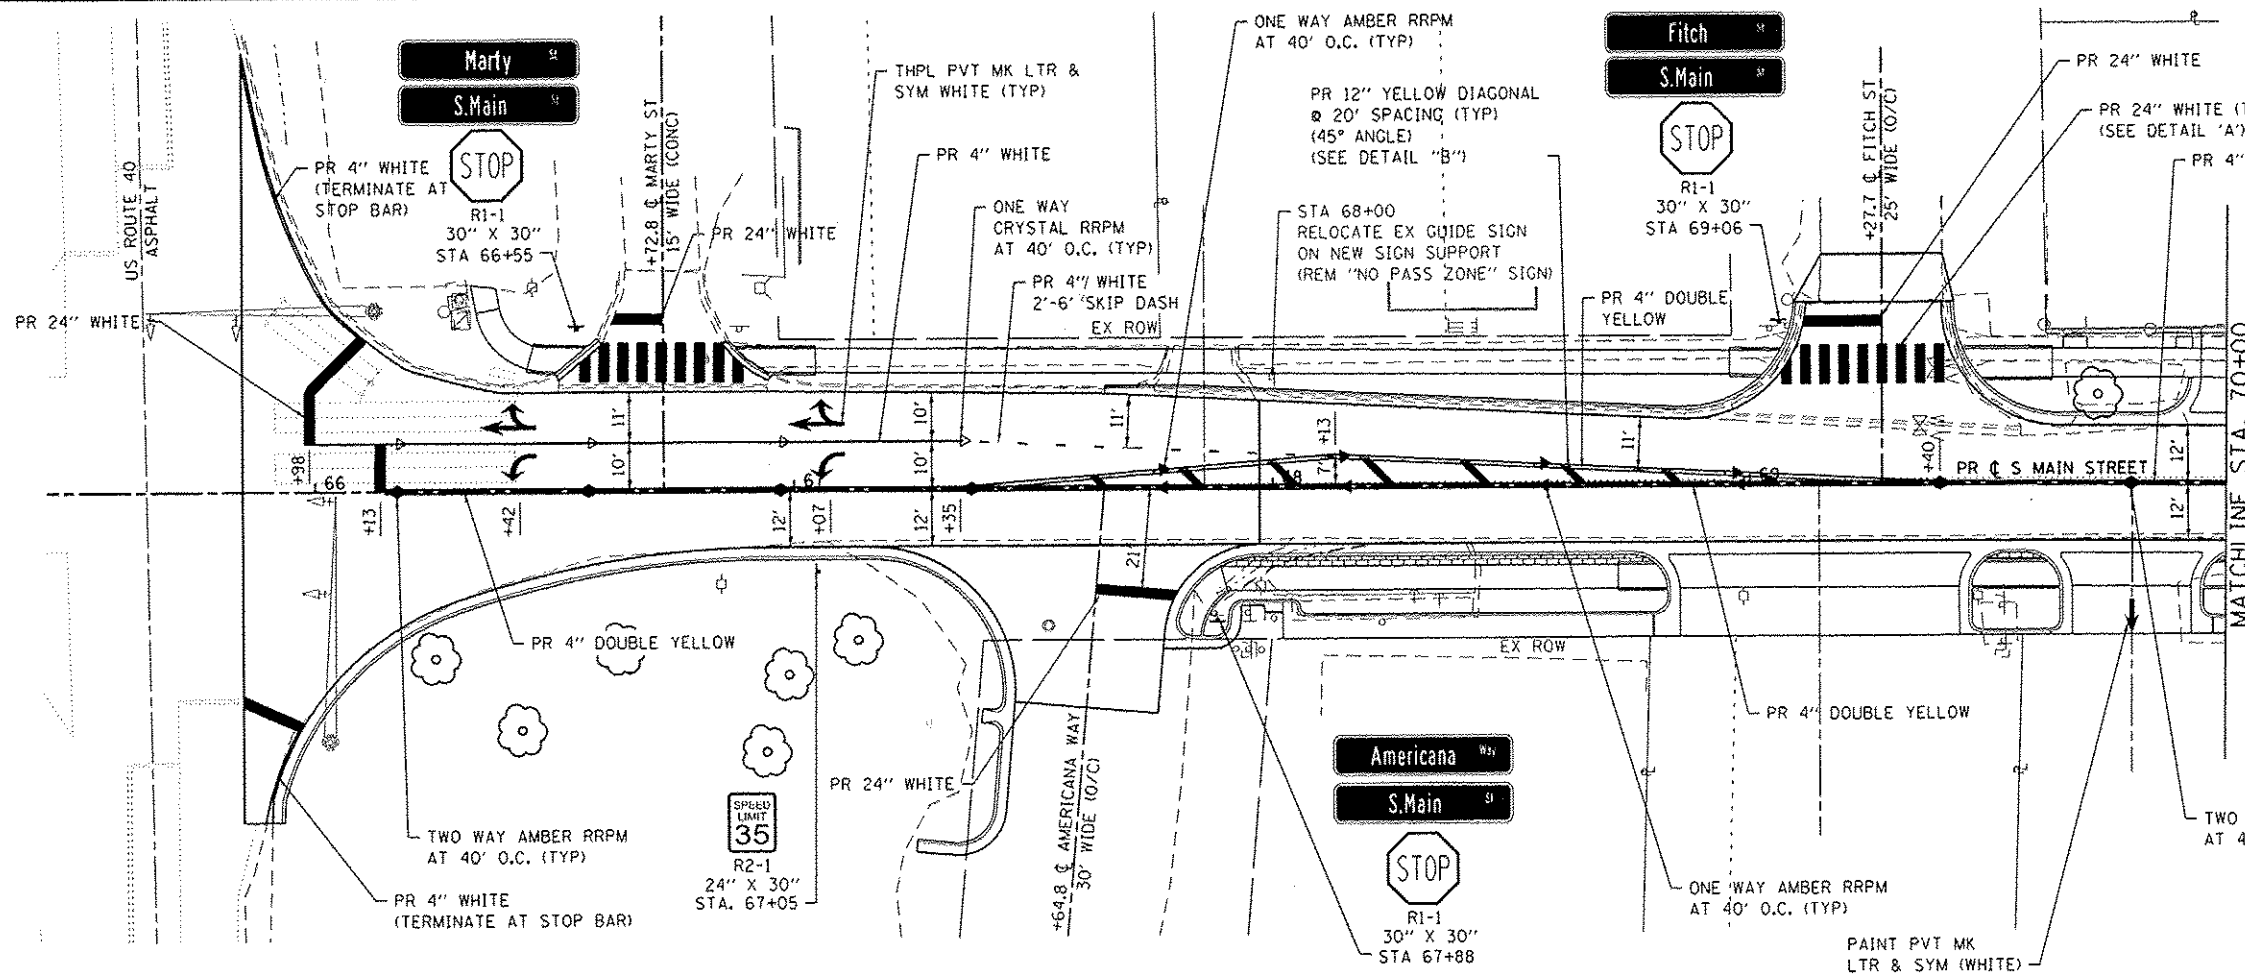 Marty St
S.Main St
STOP
R1-1
30" X 30"
STA 66+55
PR 4" WHITE
(TERMINATE AT
STOP BAR)
US ROUTE 40
ASPHALT
PR 24" WHITE
+72.8 ℄ MARTY ST
15' WIDE (CONC)
PR 24" WHITE
THPL PVT MK LTR &
SYM WHITE (TYP)
PR 4" WHITE
ONE WAY
CRYSTAL RRPM
AT 40' O.C. (TYP)
PR 4" WHITE
2'-6' SKIP DASH
EX ROW
ONE WAY AMBER RRPM
AT 40' O.C. (TYP)
PR 12" YELLOW DIAGONAL
@ 20' SPACING (TYP)
(45° ANGLE)
(SEE DETAIL "B")
STA 68+00
RELOCATE EX GUIDE SIGN
ON NEW SIGN SUPPORT
(REM "NO PASS ZONE" SIGN)
Fitch St
S.Main St
STOP
R1-1
30" X 30"
STA 69+06
PR 4" DOUBLE
YELLOW
+27.7 ℄ FITCH ST
25' WIDE (O/C)
PR 24" WHITE
PR 24" WHITE (T
(SEE DETAIL 'A')
PR 4"
11'
10'
11'
+13
11'
12'
+98
66
10'
10'
7'
69
+40
PR ℄ S MAIN STREET
+13
+42
12'
+07
12'
+35
21'
12'
MATCHLINE STA. 70+00
PR 4" DOUBLE YELLOW
EX ROW
PR 4" DOUBLE YELLOW
PR 24" WHITE
TWO WAY AMBER RRPM
AT 40' O.C. (TYP)
PR 4" WHITE
(TERMINATE AT STOP BAR)
SPEED
LIMIT
35
R2-1
24" X 30"
STA. 67+05
+64.8 ℄ AMERICANA WAY
30' WIDE (O/C)
Americana Way
S.Main St
STOP
R1-1
30" X 30"
STA 67+88
ONE WAY AMBER RRPM
AT 40' O.C. (TYP)
TWO
AT 4
PAINT PVT MK
LTR & SYM (WHITE)